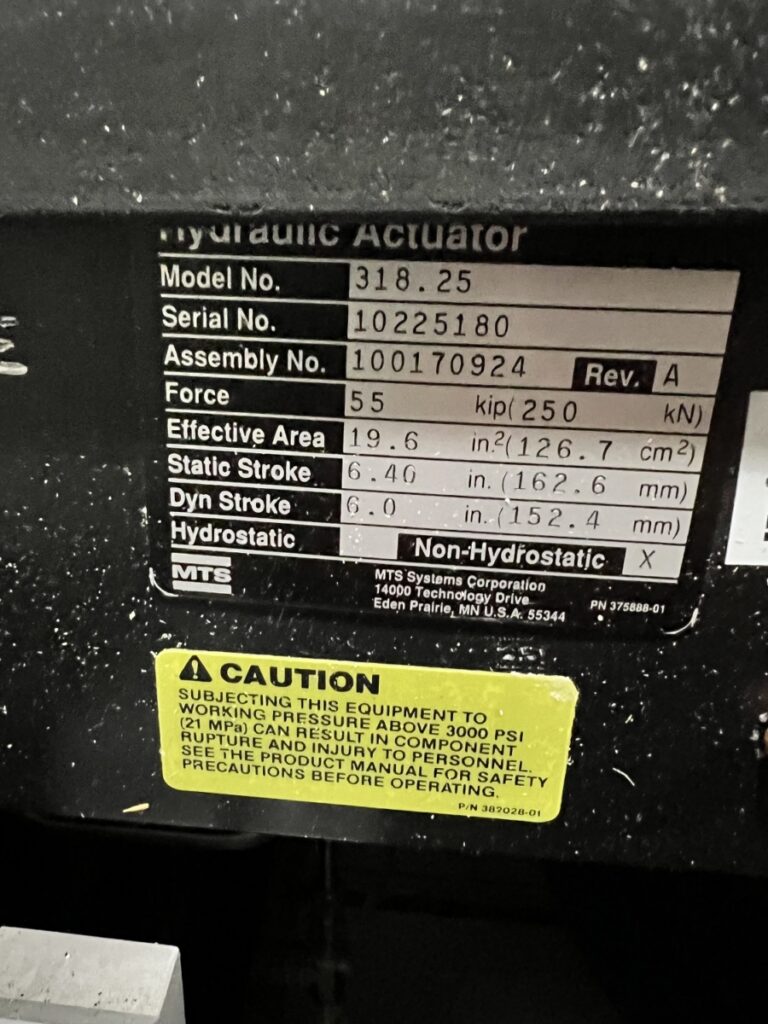 Hydraulic Actuator
Model No. 318.25
Serial No. 10225180
Assembly No. 100170924 Rev. A
Force 55 kip(250 kN)
Effective Area 19.6 in.²(126.7 cm²)
Static Stroke 6.40 in. (162.6 mm)
Dyn Stroke 6.0 in. (152.4 mm)
Hydrostatic Non-Hydrostatic X
MTS
MTS Systems Corporation
14000 Technology Drive
Eden Prairie, MN U.S.A. 55344 PN 375888-01
CAUTION
SUBJECTING THIS EQUIPMENT TO
WORKING PRESSURE ABOVE 3000 PSI
(21 MPa) CAN RESULT IN COMPONENT
RUPTURE AND INJURY TO PERSONNEL.
SEE THE PRODUCT MANUAL FOR SAFETY
PRECAUTIONS BEFORE OPERATING.
P/N 382028-01